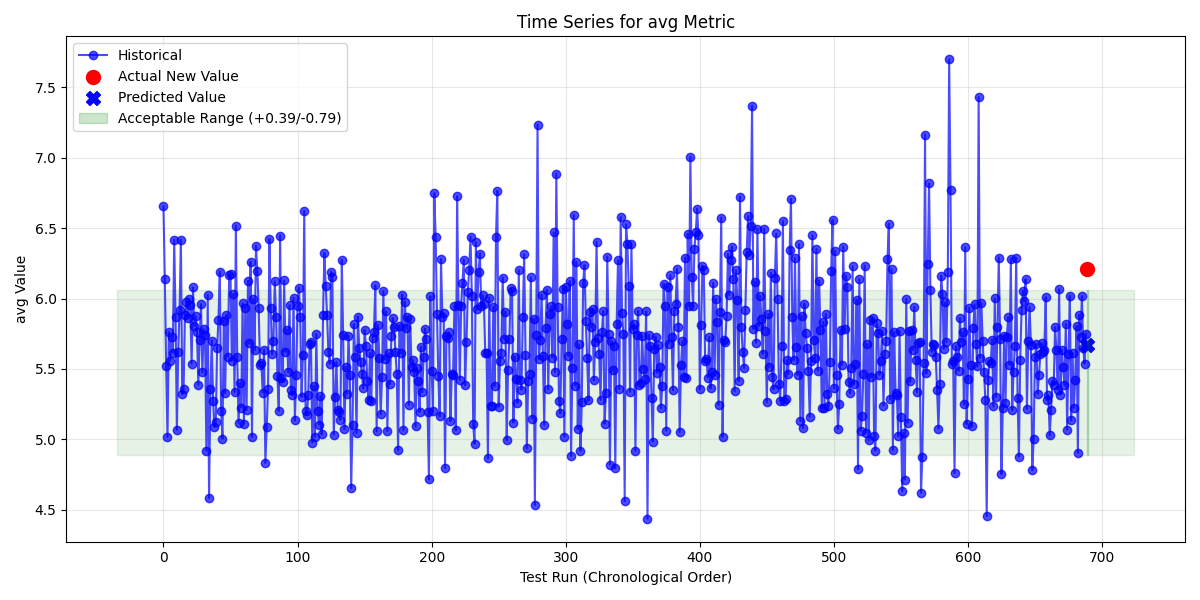 Time Series for avg Metric
Historical
Actual New Value
Predicted Value
Acceptable Range (+0.39/-0.79)
avg Value
7.5
7.0
6.5
6.0
5.5
5.0
4.5
0 100 200 300 400 500 600 700
Test Run (Chronological Order)